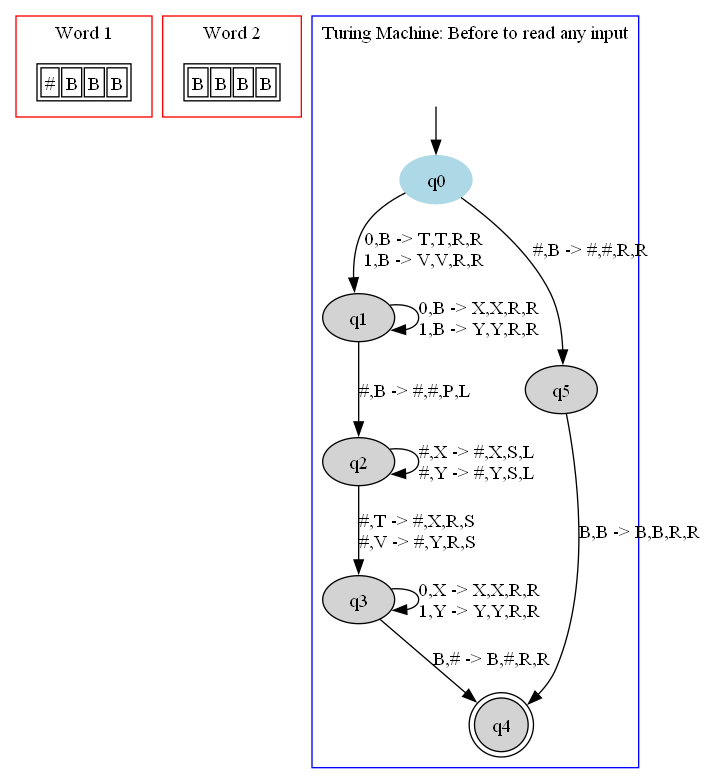 Word 1
# B B B
Word 2
B B B B
Turing Machine: Before to read any input
q0
0,B -> T,T,R,R
1,B -> V,V,R,R
#,B -> #,#,R,R
q1
0,B -> X,X,R,R
1,B -> Y,Y,R,R
#,B -> #,#,P,L
q5
q2
#,X -> #,X,S,L
#,Y -> #,Y,S,L
#,T -> #,X,R,S
#,V -> #,Y,R,S
B,B -> B,B,R,R
q3
0,X -> X,X,R,R
1,Y -> Y,Y,R,R
B,# -> B,#,R,R
q4